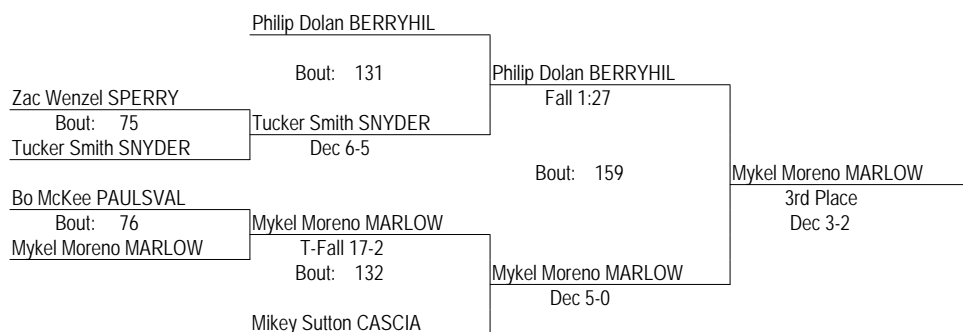 Philip Dolan BERRYHIL
Bout: 131
Philip Dolan BERRYHIL
Fall 1:27
Zac Wenzel SPERRY
Bout: 75
Tucker Smith SNYDER
Tucker Smith SNYDER
Dec 6-5
Bout: 159
Mykel Moreno MARLOW
3rd Place
Dec 3-2
Bo McKee PAULSVAL
Bout: 76
Mykel Moreno MARLOW
Mykel Moreno MARLOW
T-Fall 17-2
Bout: 132
Mykel Moreno MARLOW
Dec 5-0
Mikey Sutton CASCIA